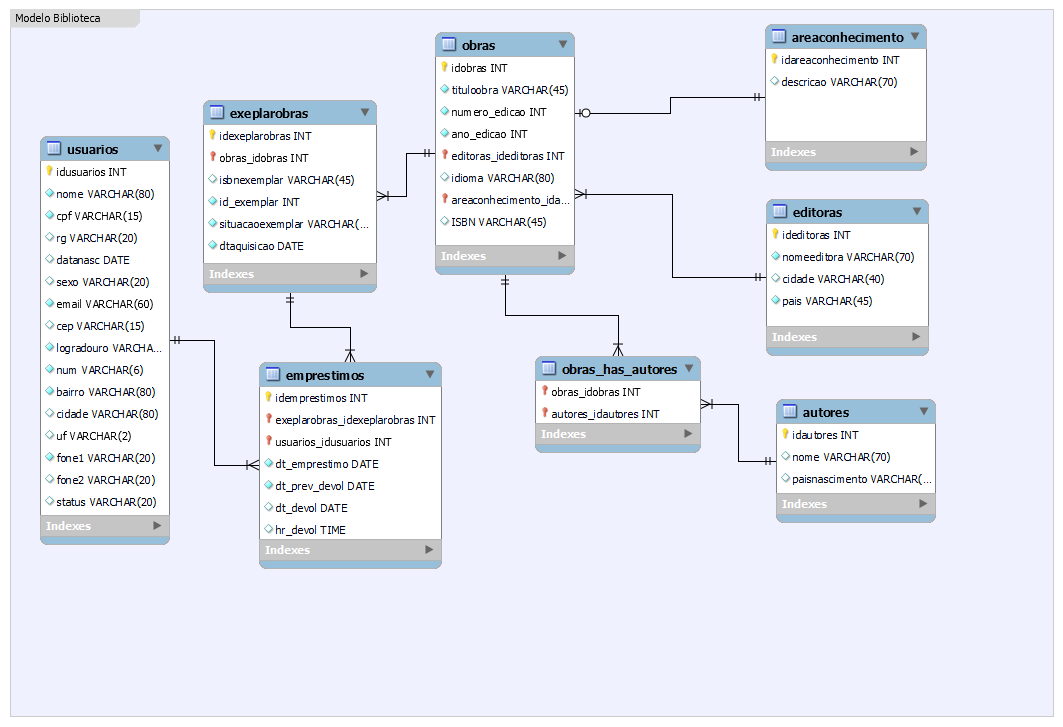 Modelo Biblioteca
usuarios
idusuarios INT
nome VARCHAR(80)
cpf VARCHAR(15)
rg VARCHAR(20)
datanasc DATE
sexo VARCHAR(20)
email VARCHAR(60)
cep VARCHAR(15)
logradouro VARCHA...
num VARCHAR(6)
bairro VARCHAR(80)
cidade VARCHAR(80)
uf VARCHAR(2)
fone1 VARCHAR(20)
fone2 VARCHAR(20)
status VARCHAR(20)
Indexes
exeplarobras
idexeplarobras INT
obras_idobras INT
isbnexemplar VARCHAR(45)
id_exemplar INT
situacaoexemplar VARCHAR(...
dtaquisicao DATE
Indexes
emprestimos
idemprestimos INT
exeplarobras_idexeplarobras INT
usuarios_idusuarios INT
dt_emprestimo DATE
dt_prev_devol DATE
dt_devol DATE
hr_devol TIME
Indexes
obras
idobras INT
tituloobra VARCHAR(45)
numero_edicao INT
ano_edicao INT
editoras_ideditoras INT
idioma VARCHAR(80)
areaconhecimento_ida...
ISBN VARCHAR(45)
Indexes
obras_has_autores
obras_idobras INT
autores_idautores INT
Indexes
areaconhecimento
idareaconhecimento INT
descricao VARCHAR(70)
Indexes
editoras
ideditoras INT
nomeeditora VARCHAR(70)
cidade VARCHAR(40)
pais VARCHAR(45)
Indexes
autores
idautores INT
nome VARCHAR(70)
paisnascimento VARCHAR(...
Indexes